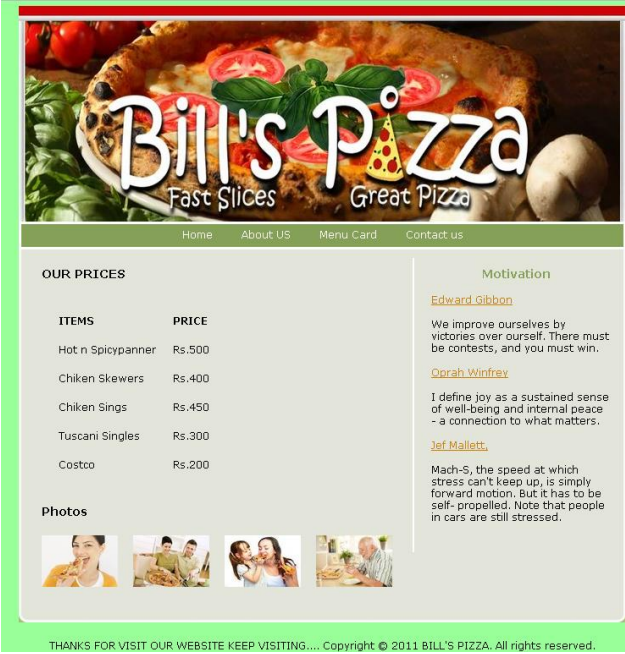 Bill's Pizza
Fast Slices Great Pizza
Home About US Menu Card Contact us
OUR PRICES
ITEMS PRICE
Hot n Spicypanner Rs.500
Chiken Skewers Rs.400
Chiken Sings Rs.450
Tuscani Singles Rs.300
Costco Rs.200
Photos
Motivation
Edward Gibbon
We improve ourselves by
victories over ourself. There must
be contests, and you must win.
Oprah Winfrey
I define joy as a sustained sense
of well-being and internal peace
- a connection to what matters.
Jef Mallett,
Mach-S, the speed at which
stress can't keep up, is simply
forward motion. But it has to be
self- propelled. Note that people
in cars are still stressed.
THANKS FOR VISIT OUR WEBSITE KEEP VISITING.... Copyright © 2011 BILL'S PIZZA. All rights reserved.